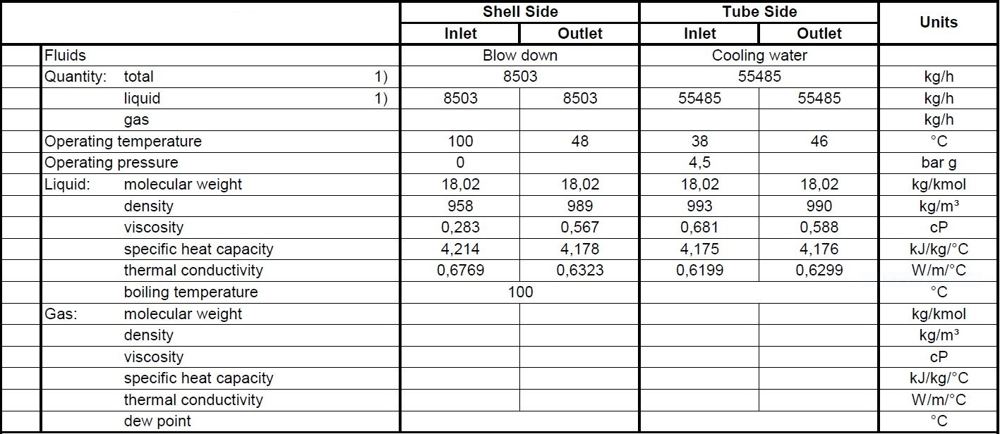 Shell Side Tube Side Units
Inlet Outlet Inlet Outlet
Fluids Blow down Cooling water
Quantity: total 1) 8503 55485 kg/h
liquid 1) 8503 8503 55485 55485 kg/h
gas kg/h
Operating temperature 100 48 38 46 °C
Operating pressure 0 4,5 bar g
Liquid: molecular weight 18,02 18,02 18,02 18,02 kg/kmol
density 958 989 993 990 kg/m³
viscosity 0,283 0,567 0,681 0,588 cP
specific heat capacity 4,214 4,178 4,175 4,176 kJ/kg/°C
thermal conductivity 0,6769 0,6323 0,6199 0,6299 W/m/°C
boiling temperature 100 °C
Gas: molecular weight kg/kmol
density kg/m³
viscosity cP
specific heat capacity kJ/kg/°C
thermal conductivity W/m/°C
dew point °C